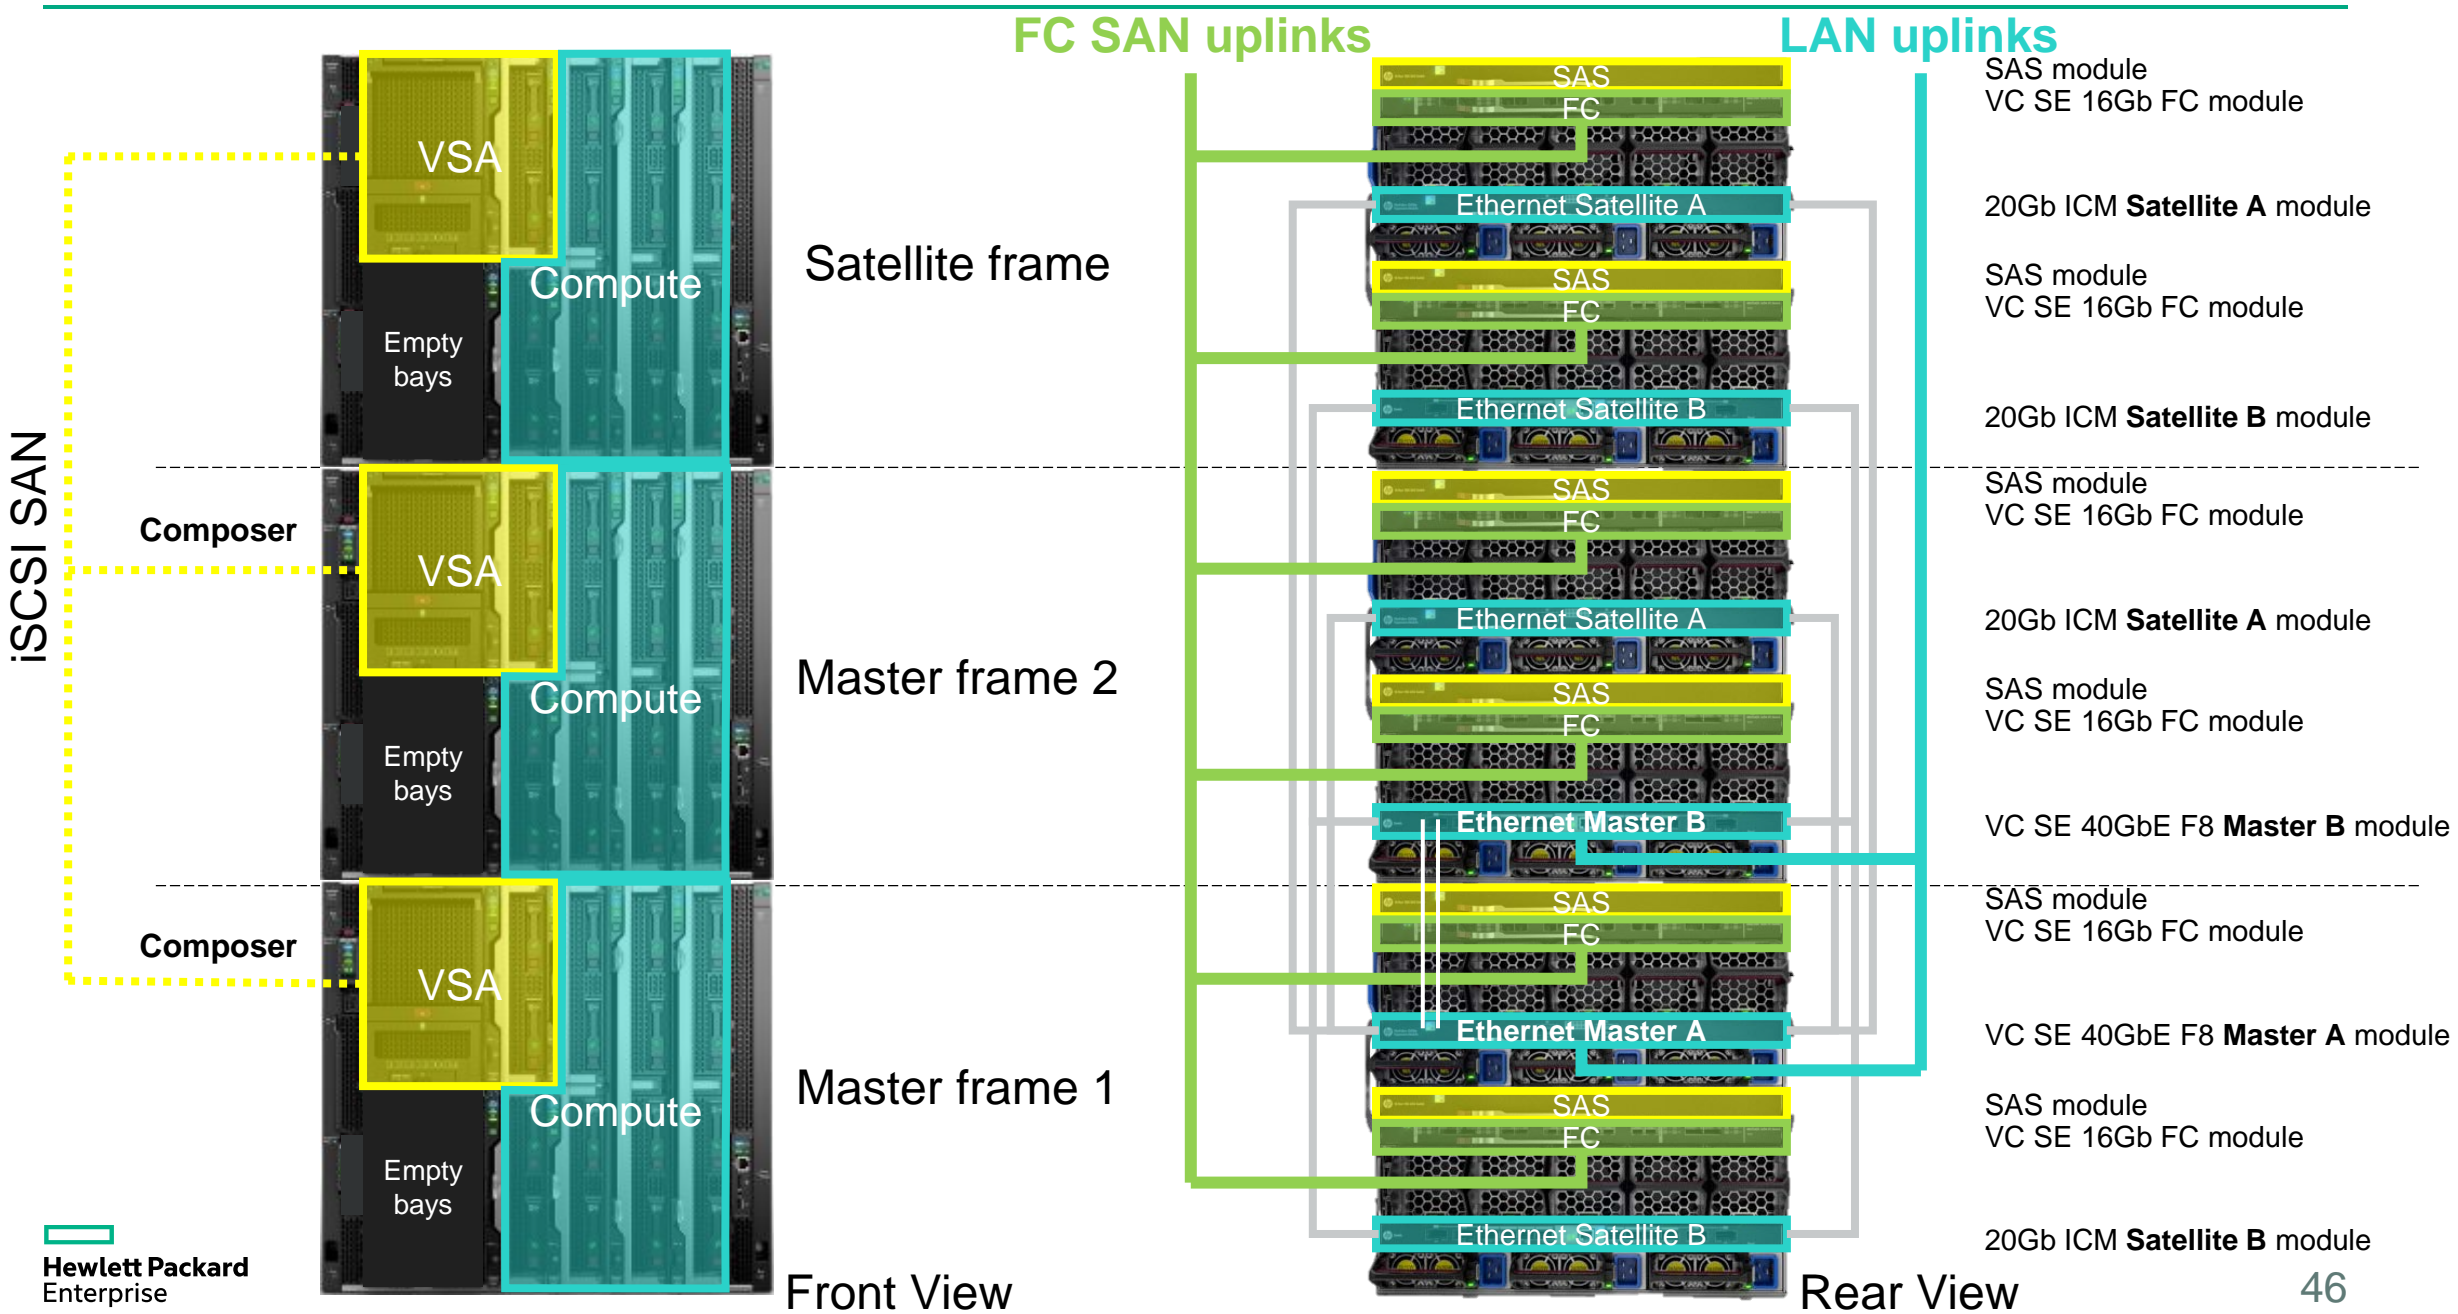 FC SAN uplinks
LAN uplinks
iSCSI SAN
VSA
Compute
Empty
bays
Satellite frame
Composer
VSA
Compute
Empty
bays
Master frame 2
Composer
VSA
Compute
Empty
bays
Master frame 1
Front View
SAS
FC
Ethernet Satellite A
SAS
FC
Ethernet Satellite B
SAS
FC
Ethernet Satellite A
SAS
FC
Ethernet Master B
SAS
FC
Ethernet Master A
SAS
FC
Ethernet Satellite B
Rear View
SAS module
VC SE 16Gb FC module
20Gb ICM Satellite A module
SAS module
VC SE 16Gb FC module
20Gb ICM Satellite B module
SAS module
VC SE 16Gb FC module
20Gb ICM Satellite A module
SAS module
VC SE 16Gb FC module
VC SE 40GbE F8 Master B module
SAS module
VC SE 16Gb FC module
VC SE 40GbE F8 Master A module
SAS module
VC SE 16Gb FC module
20Gb ICM Satellite B module
Hewlett Packard
Enterprise
46